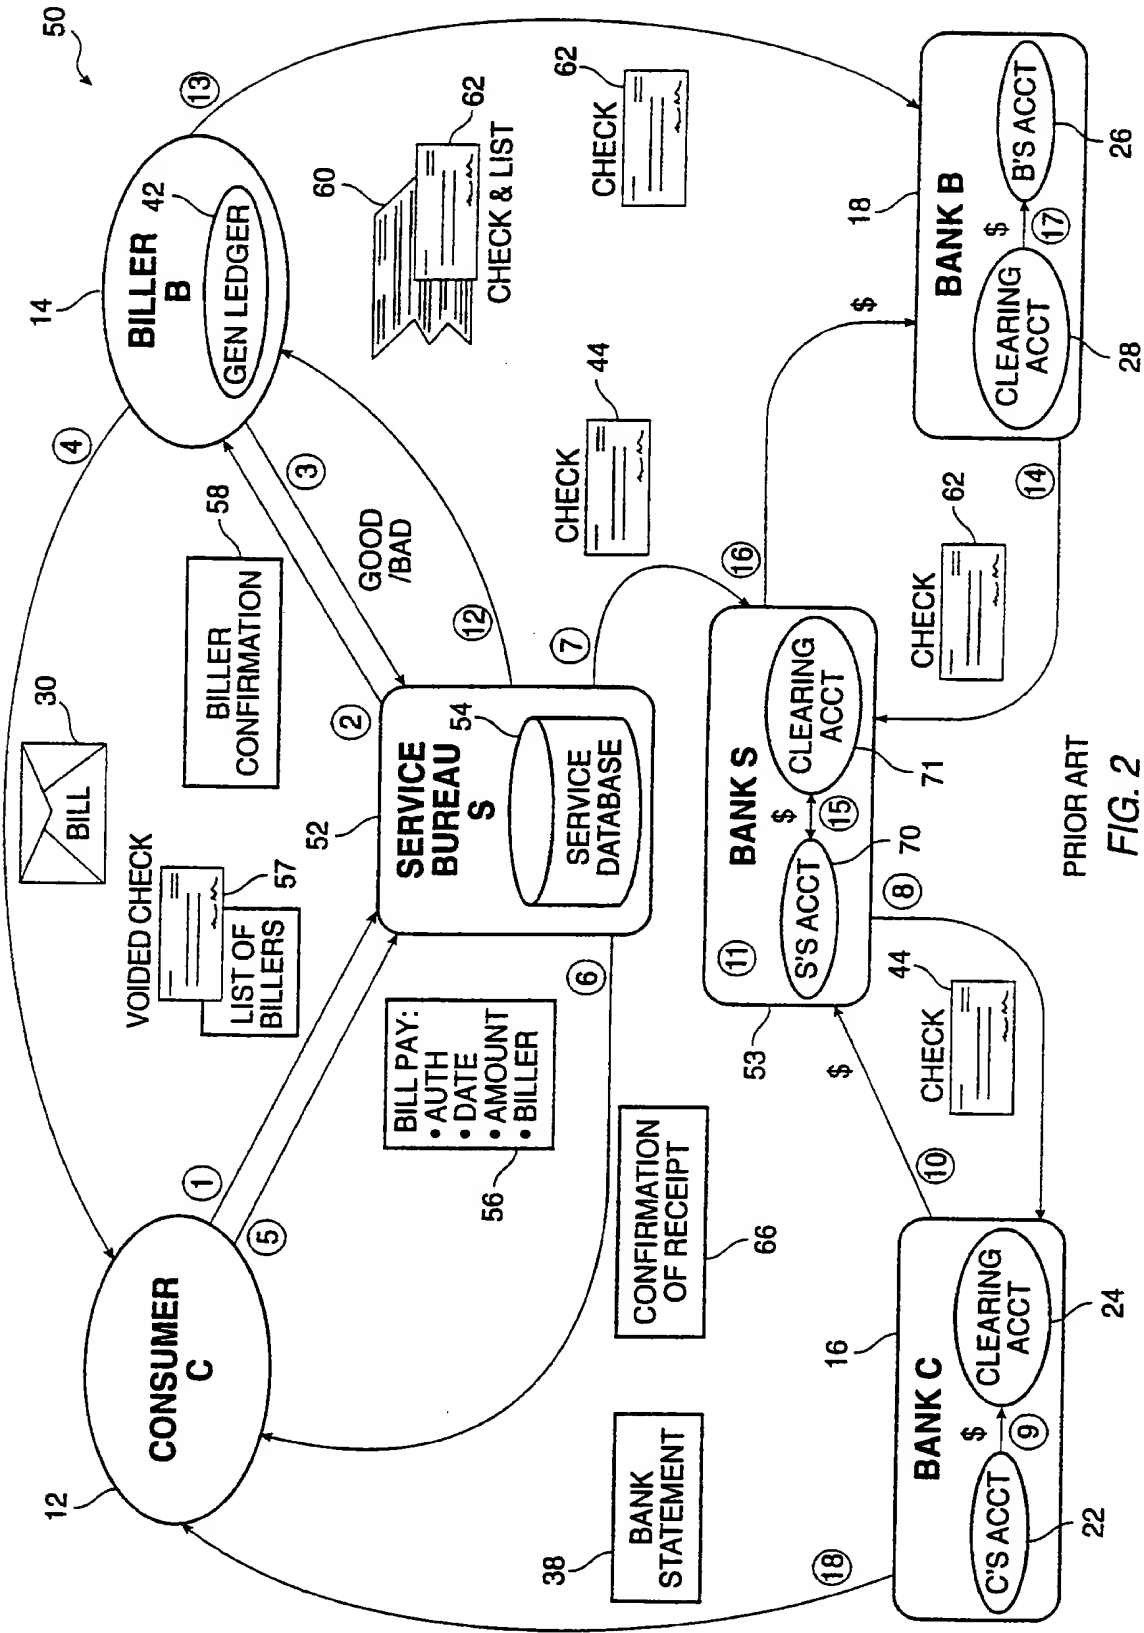 50
4
13
30
BILL
14
BILLER
B
42
GEN LEDGER
12
CONSUMER
C
1
5
VOIDED CHECK
57
LIST OF
BILLERS
BILLER
CONFIRMATION
58
2
3
GOOD
/BAD
60
62
CHECK & LIST
52
SERVICE
BUREAU
S
54
SERVICE
DATABASE
BILL PAY:
• AUTH
• DATE
• AMOUNT
• BILLER
56
12
6
7
CONFIRMATION
OF RECEIPT
66
38
BANK
STATEMENT
CHECK
44
CHECK
62
53
BANK S
11
S'S ACCT
$
15
CLEARING
ACCT
70
71
16
$
8
$
10
CHECK
44
CHECK
62
14
18
BANK B
CLEARING
ACCT
$
17
B'S ACCT
28
26
18
16
BANK C
C'S ACCT
$
9
CLEARING
ACCT
22
24
PRIOR ART
FIG. 2